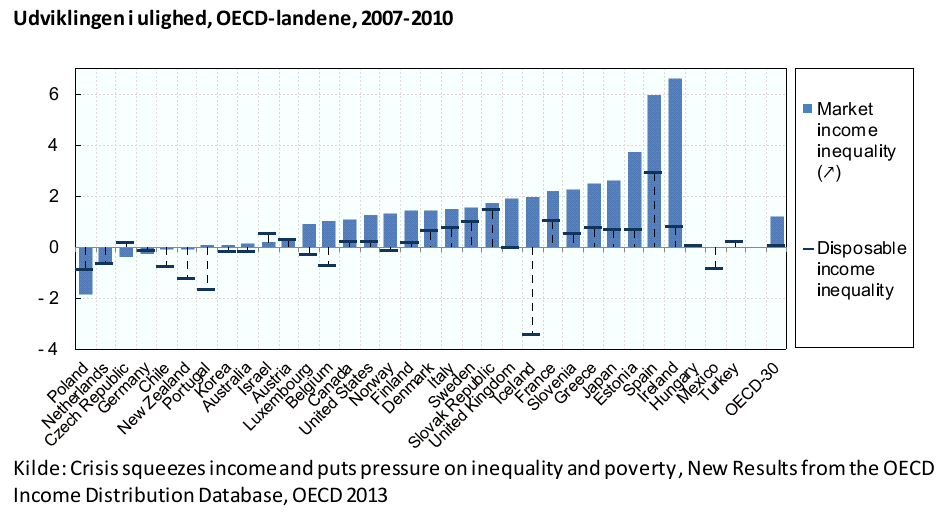 Udviklingen i ulighed, OECD-landene, 2007-2010
6
4
2
0
- 2
- 4
Market
income
inequality
(↗)
Disposable
income
inequality
Poland
Netherlands
Czech Republic
Germany
Chile
New Zealand
Portugal
Korea
Australia
Israel
Austria
Luxembourg
Belgium
Canada
United States
Norway
Finland
Denmark
Italy
Sweden
Slovak Republic
United Kingdom
Iceland
France
Slovenia
Greece
Japan
Estonia
Spain
Ireland
Hungary
Mexico
Turkey
OECD-30
Kilde: Crisis squeezes income and puts pressure on inequality and poverty, New Results from the OECD
Income Distribution Database, OECD 2013